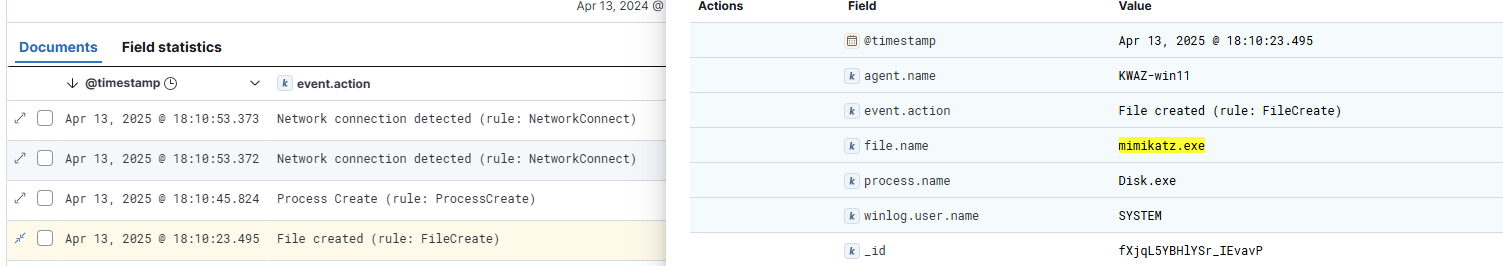 Apr 13, 2024 @
Documents Field statistics
@timestamp k event.action
Apr 13, 2025 @ 18:10:53.373 Network connection detected (rule: NetworkConnect)
Apr 13, 2025 @ 18:10:53.372 Network connection detected (rule: NetworkConnect)
Apr 13, 2025 @ 18:10:45.824 Process Create (rule: ProcessCreate)
Apr 13, 2025 @ 18:10:23.495 File created (rule: FileCreate)
Actions Field Value
@timestamp Apr 13, 2025 @ 18:10:23.495
k agent.name KWAZ-win11
k event.action File created (rule: FileCreate)
k file.name mimikatz.exe
k process.name Disk.exe
k winlog.user.name SYSTEM
k _id fXjqL5YBHlYSr_IEvavP